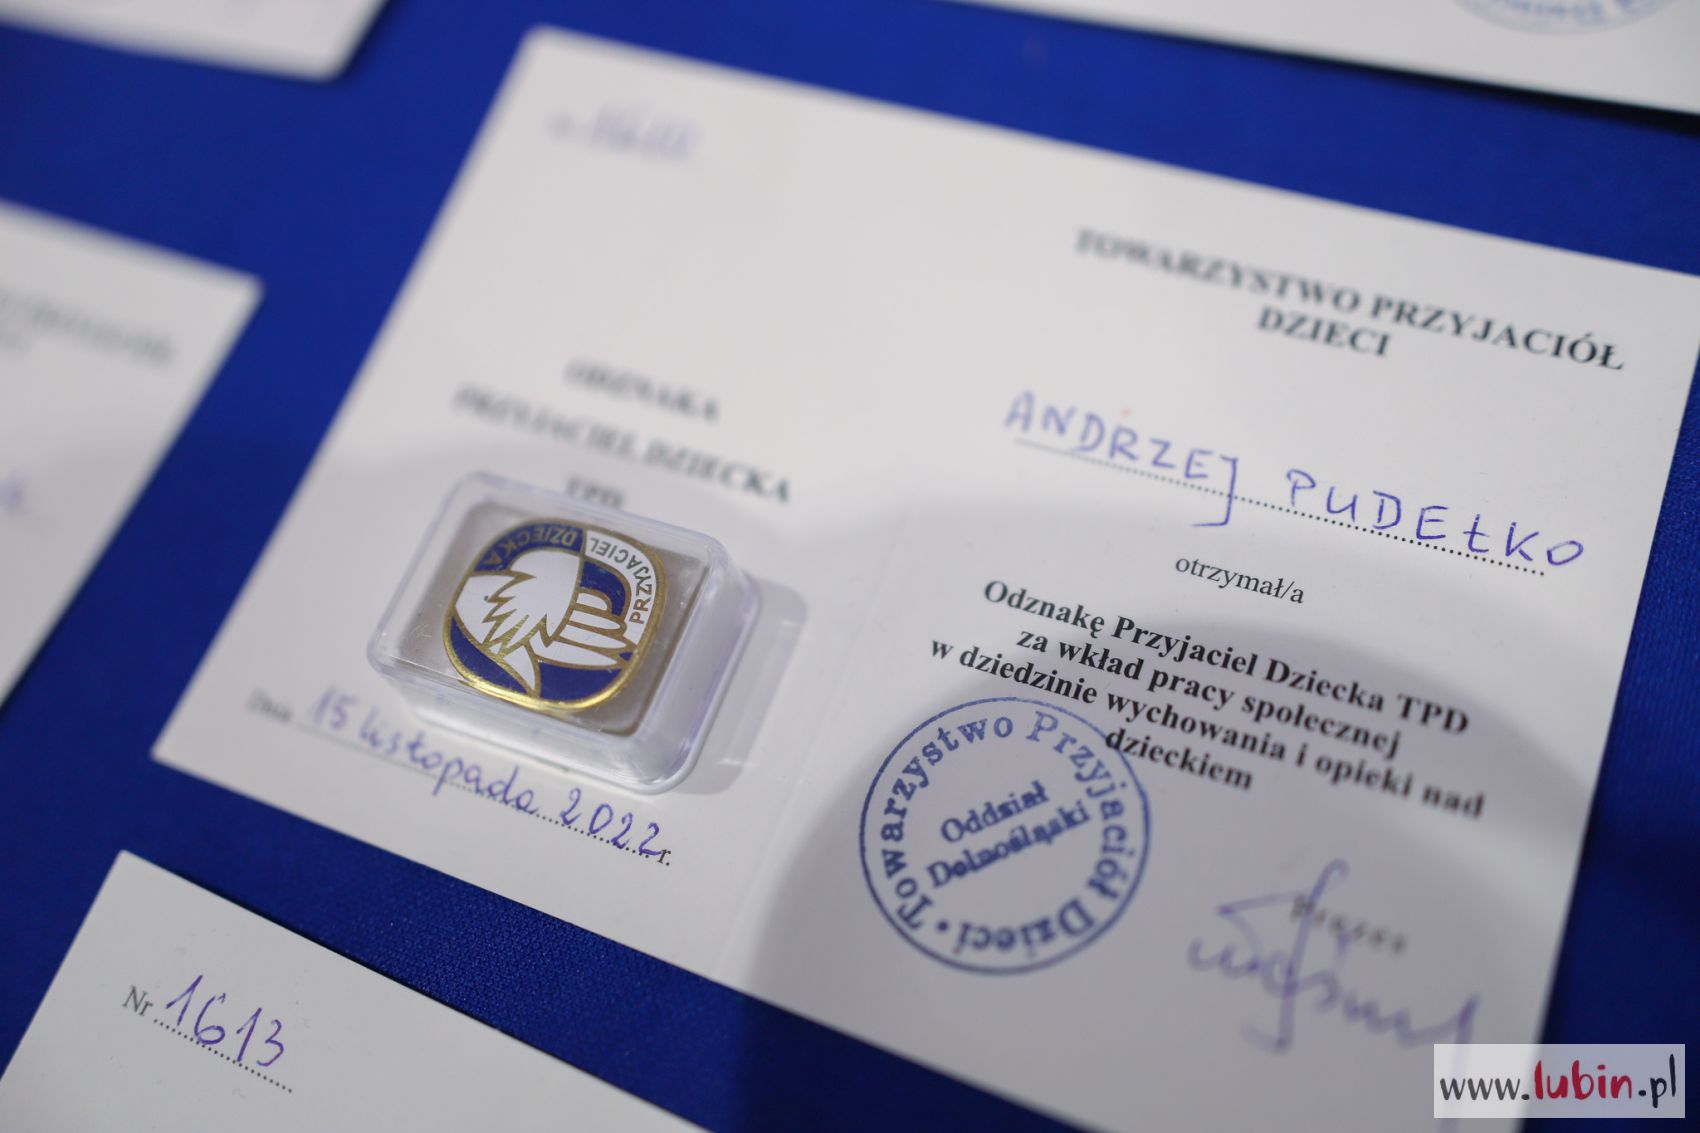 TOWARZYSTWO PRZYJACIÓŁ
DZIECI
ANDRZEJ PUDEŁKO
otrzymał/a
Odznakę Przyjaciel Dziecka TPD
za wkład pracy społecznej
w dziedzinie wychowania i opieki nad
dzieckiem
Towarzystwo Przyjaciół Dzieci
Oddział
Dolnośląski
Prezes
ODZNAKA
PRZYJACIEL DZIECKA
TPD
PRZYJACIEL DZIECKA
Dnia 15 listopada 2022 r.
Nr 1613
www.lubin.pl